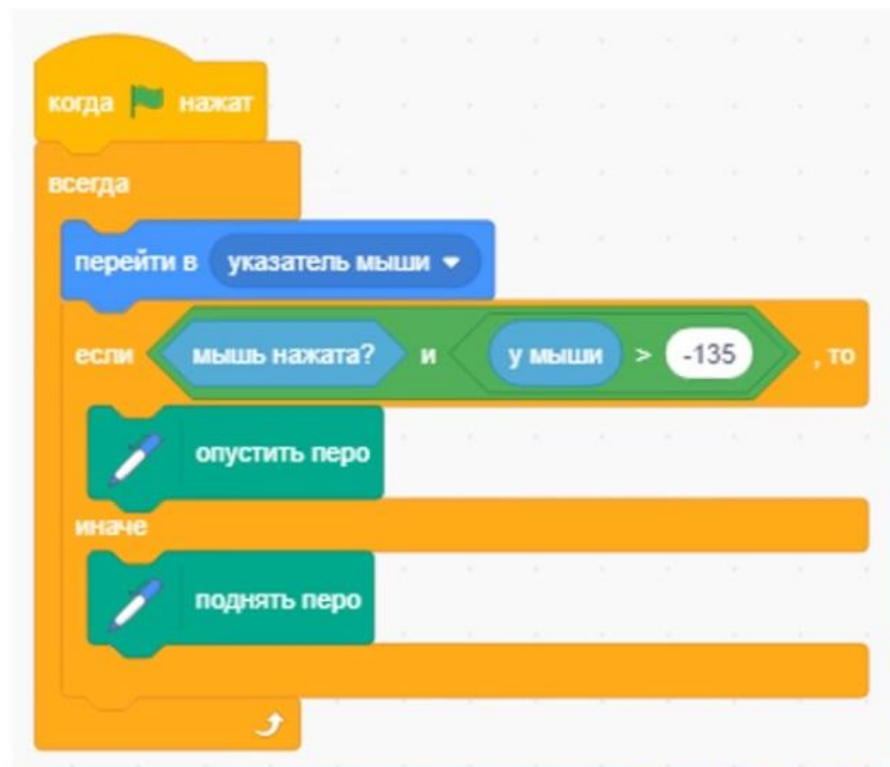 когда нажат
всегда
перейти в указатель мыши
если мышь нажата? и у мыши > -135 , то
опустить перо
иначе
поднять перо